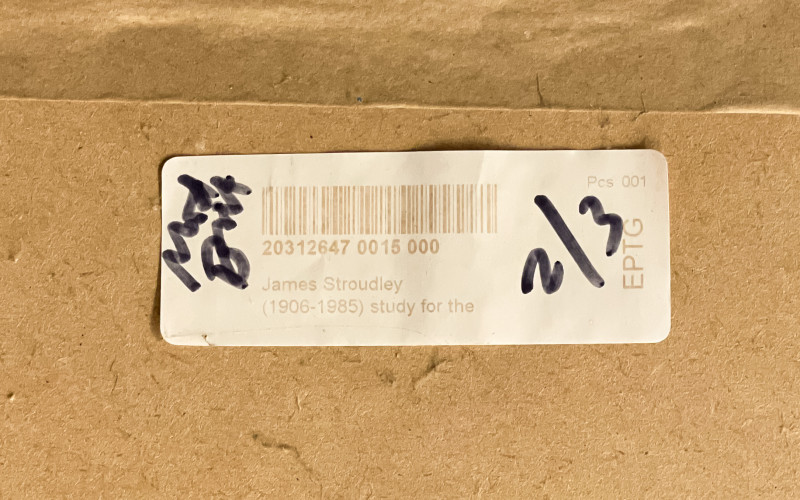 Pcs 001
20312647 0015 000
2/3
EPTG
James Stroudley
(1906-1985) study for the